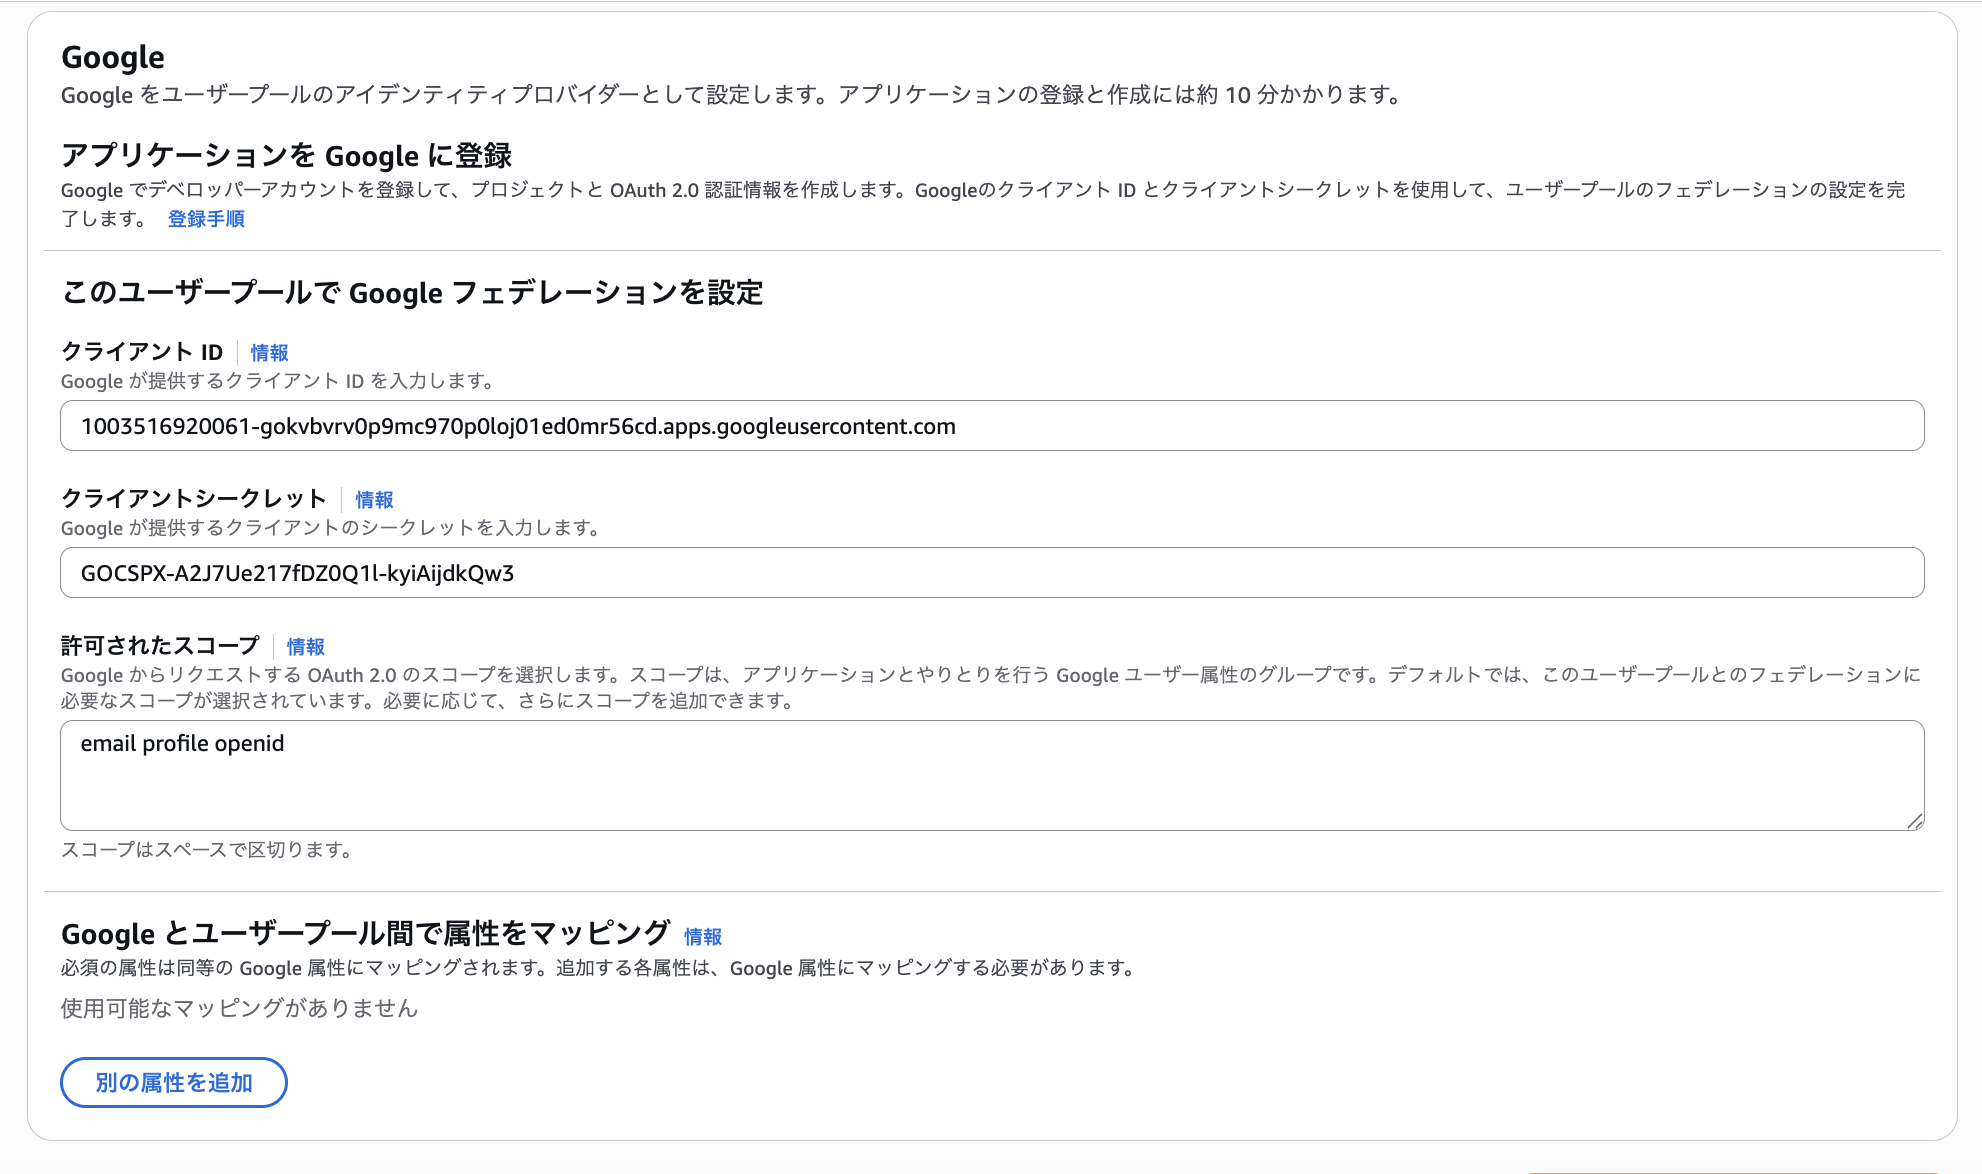 Google
Google をユーザープールのアイデンティティプロバイダーとして設定します。アプリケーションの登録と作成には約 10 分かかります。
アプリケーションを Google に登録
Google でデベロッパーアカウントを登録して、プロジェクトと OAuth 2.0 認証情報を作成します。Googleのクライアント ID とクライアントシークレットを使用して、ユーザープールのフェデレーションの設定を完
了します。 登録手順
このユーザープールで Google フェデレーションを設定
クライアント ID 情報
Google が提供するクライアント ID を入力します。
1003516920061-gokvbvrv0p9mc970p0loj01ed0mr56cd.apps.googleusercontent.com
クライアントシークレット 情報
Google が提供するクライアントのシークレットを入力します。
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
許可されたスコープ 情報
Google からリクエストする OAuth 2.0 のスコープを選択します。スコープは、アプリケーションとやりとりを行う Google ユーザー属性のグループです。デフォルトでは、このユーザープールとのフェデレーションに
必要なスコープが選択されています。必要に応じて、さらにスコープを追加できます。
email profile openid
スコープはスペースで区切ります。
Google とユーザープール間で属性をマッピング 情報
必須の属性は同等の Google 属性にマッピングされます。追加する各属性は、Google 属性にマッピングする必要があります。
使用可能なマッピングがありません
別の属性を追加